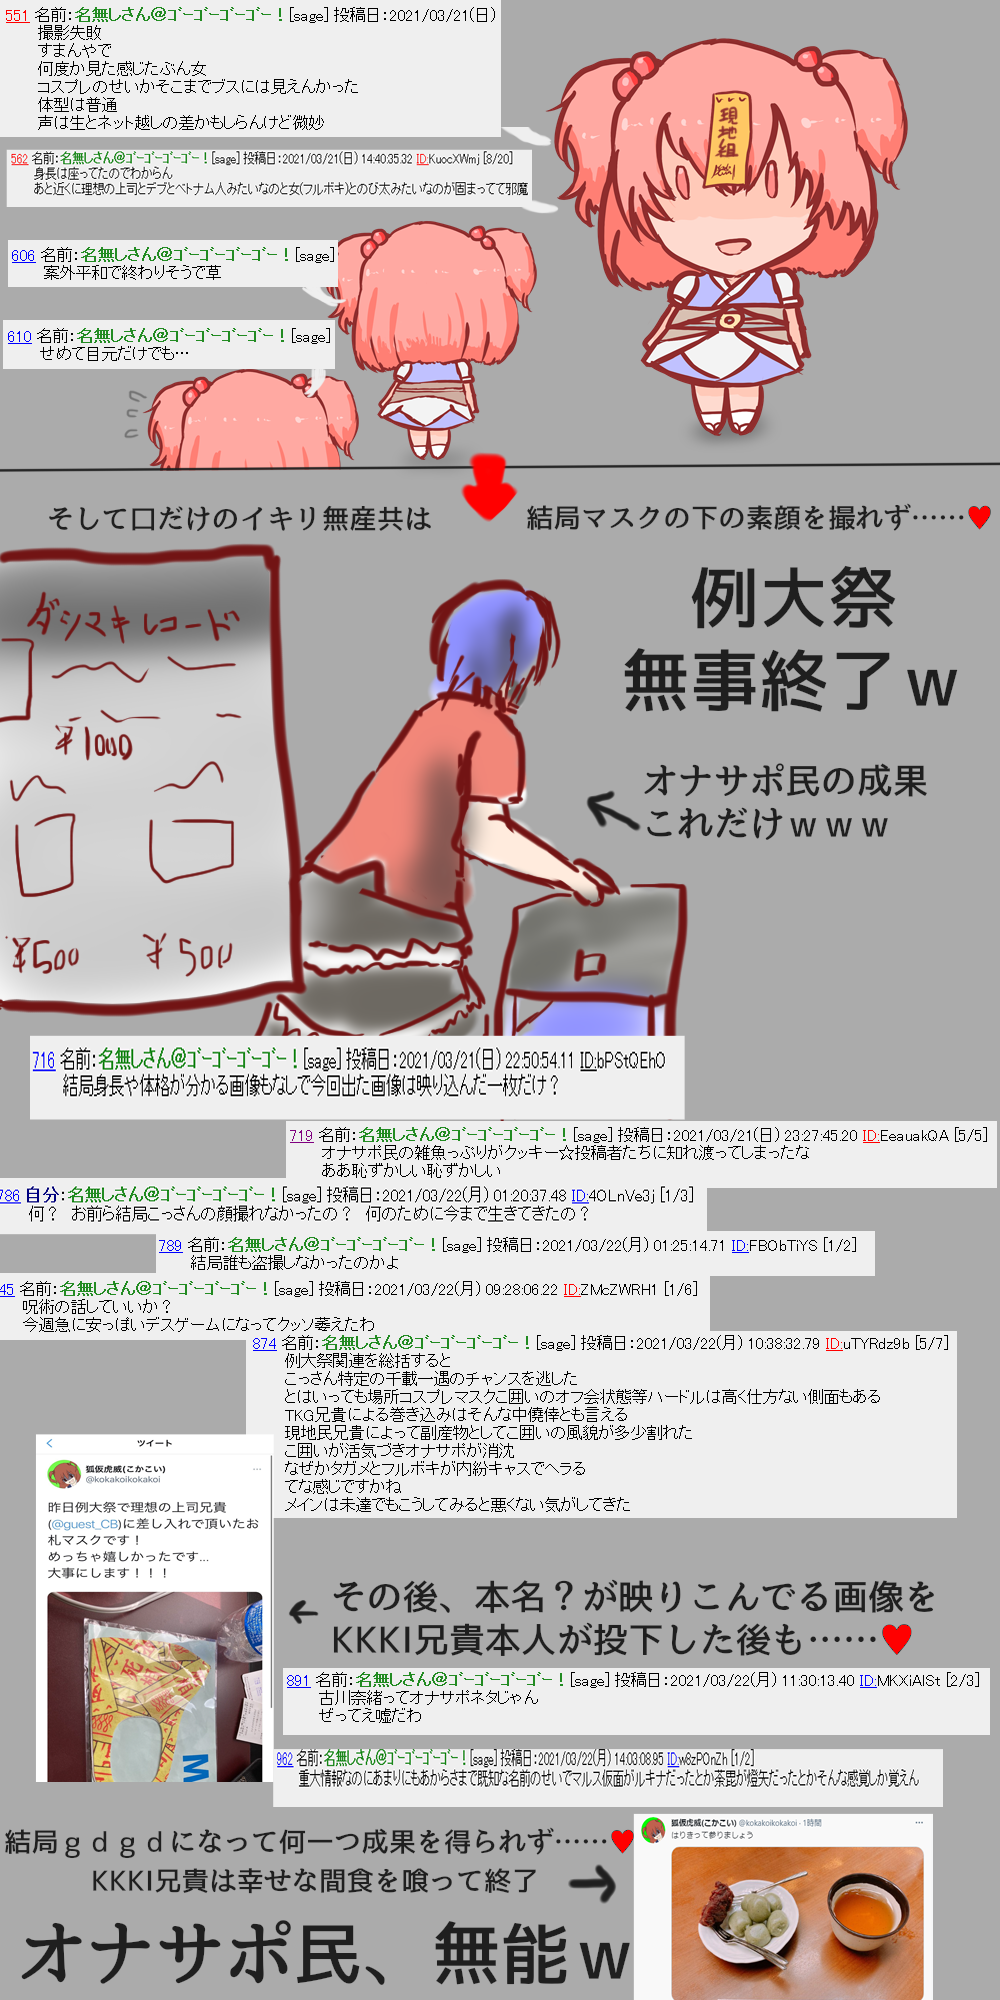 551 名前：名無しさん＠ｺﾞｰｺﾞｰｺﾞｰｺﾞｰ！[sage] 投稿日：2021/03/21(日)
撮影失敗
すまんやで
何度か見た感じたぶん女
コスプレのせいかそこまでブスには見えんかった
体型は普通
声は生とネット越しの差かもしらんけど微妙
現地組
562 名前：名無しさん＠ｺﾞｰｺﾞｰｺﾞｰｺﾞｰ！[sage] 投稿日：2021/03/21(日) 14:40:35.32 ID:KuocXWmj [8/20]
身長は座ってたのでわからん
あと近くに理想の上司とデブとベトナム人みたいなのと女(フルボキ)とのび太みたいなのが固まってて邪魔
606 名前：名無しさん＠ｺﾞｰｺﾞｰｺﾞｰｺﾞｰ！[sage]
案外平和で終わりそうで草
610 名前：名無しさん＠ｺﾞｰｺﾞｰｺﾞｰｺﾞｰ！[sage]
せめて目元だけでも…
そして口だけのイキリ無産共は
結局マスクの下の素顔を撮れず……♥
例大祭
無事終了ｗ
ダシマキレコード
¥1000
¥500
¥500
オナサポ民の成果
これだけｗｗｗ
716 名前：名無しさん＠ｺﾞｰｺﾞｰｺﾞｰｺﾞｰ！[sage] 投稿日：2021/03/21(日) 22:50:54.11 ID:bPStQEhO
結局身長や体格が分かる画像もなしで今回出た画像は映り込んだ一枚だけ？
719 名前：名無しさん＠ｺﾞｰｺﾞｰｺﾞｰｺﾞｰ！[sage] 投稿日：2021/03/21(日) 23:27:45.20 ID:EeauakQA [5/5]
オナサポ民の雑魚っぷりがクッキー☆投稿者たちに知れ渡ってしまったな
ああ恥ずかしい恥ずかしい
786 自分：名無しさん＠ｺﾞｰｺﾞｰｺﾞｰｺﾞｰ！[sage] 投稿日：2021/03/22(月) 01:20:37.48 ID:4OLnVe3j [1/3]
何？　お前ら結局こっさんの顔撮れなかったの？　何のために今まで生きてきたの？
789 名前：名無しさん＠ｺﾞｰｺﾞｰｺﾞｰｺﾞｰ！[sage] 投稿日：2021/03/22(月) 01:25:14.71 ID:FBObTiYS [1/2]
結局誰も盗撮しなかったのかよ
45 名前：名無しさん＠ｺﾞｰｺﾞｰｺﾞｰｺﾞｰ！[sage] 投稿日：2021/03/22(月) 09:28:06.22 ID:ZMcZWRH1 [1/6]
呪術の話していいか？
今週急に安っぽいデスゲームになってクッソ萎えたわ
874 名前：名無しさん＠ｺﾞｰｺﾞｰｺﾞｰｺﾞｰ！[sage] 投稿日：2021/03/22(月) 10:38:32.79 ID:uTYRdz9b [5/7]
例大祭関連を総括すると
こっさん特定の千載一遇のチャンスを逃した
とはいっても場所コスプレマスクこ囲いのオフ会状態等ハードルは高く仕方ない側面もある
TKG兄貴による巻き込みはそんな中僥倖とも言える
現地民兄貴によって副産物としてこ囲いの風貌が多少割れた
こ囲いが活気づきオナサポが消沈
なぜかタガメとフルボキが内紛キャスでヘラる
てな感じですかね
メインは未達でもこうしてみると悪くない気がしてきた
ツイート
狐仮虎威(こかこい)
@kokakoikokakoi
昨日例大祭で理想の上司兄貴
(@guest_CB)に差し入れで頂いたお
札マスクです！
めっちゃ嬉しかったです...
大事にします！！！
その後、本名？が映りこんでる画像を
KKKI兄貴本人が投下した後も……♥
891 名前：名無しさん＠ｺﾞｰｺﾞｰｺﾞｰｺﾞｰ！[sage] 投稿日：2021/03/22(月) 11:30:13.40 ID:MKXiAlSt [2/3]
古川奈緒ってオナサポネタじゃん
ぜってえ嘘だわ
962 名前：名無しさん＠ｺﾞｰｺﾞｰｺﾞｰｺﾞｰ！[sage] 投稿日：2021/03/22(月) 14:03:08.95 ID:w8zPOnZh [1/2]
重大情報なのにあまりにもあからさまで既知な名前のせいでマルス仮面がルキナだったとか荼毘が燈矢だったとかそんな感覚しか覚えん
結局ｇｄｇｄになって何一つ成果を得られず……♥
KKKI兄貴は幸せな間食を喰って終了
狐仮虎威(こかこい) @kokakoikokakoi · 1時間
はりきって参りましょう
オナサポ民、無能ｗ